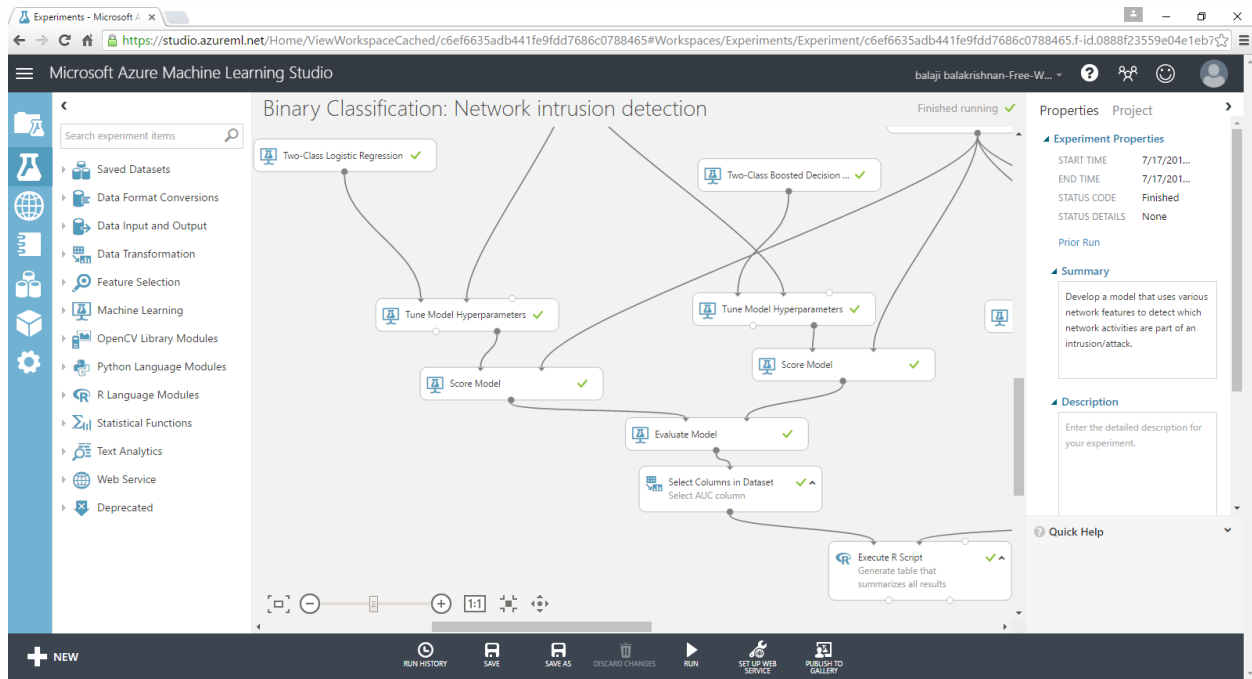 Experiments - Microsoft A
https://studio.azureml.net/Home/ViewWorkspaceCached/c6ef6635adb441fe9fdd7686c0788465#Workspaces/Experiments/Experiment/c6ef6635adb441fe9fdd7686c0788465.f-id.0888f23559e04e1eb7
Microsoft Azure Machine Learning Studio
balaji balakrishnan-Free-W...
Search experiment items
Saved Datasets
Data Format Conversions
Data Input and Output
Data Transformation
Feature Selection
Machine Learning
OpenCV Library Modules
Python Language Modules
R Language Modules
Statistical Functions
Text Analytics
Web Service
Deprecated
Binary Classification: Network intrusion detection
Finished running
Two-Class Logistic Regression
Two-Class Boosted Decision ...
Tune Model Hyperparameters
Tune Model Hyperparameters
Score Model
Score Model
Evaluate Model
Select Columns in Dataset
Select AUC column
Execute R Script
Generate table that
summarizes all results
1:1
Properties Project
Experiment Properties
START TIME 7/17/201...
END TIME 7/17/201...
STATUS CODE Finished
STATUS DETAILS None
Prior Run
Summary
Develop a model that uses various
network features to detect which
network activities are part of an
intrusion/attack.
Description
Enter the detailed description for
your experiment.
Quick Help
NEW
RUN HISTORY
SAVE
SAVE AS
DISCARD CHANGES
RUN
SET UP WEB
SERVICE
PUBLISH TO
GALLERY